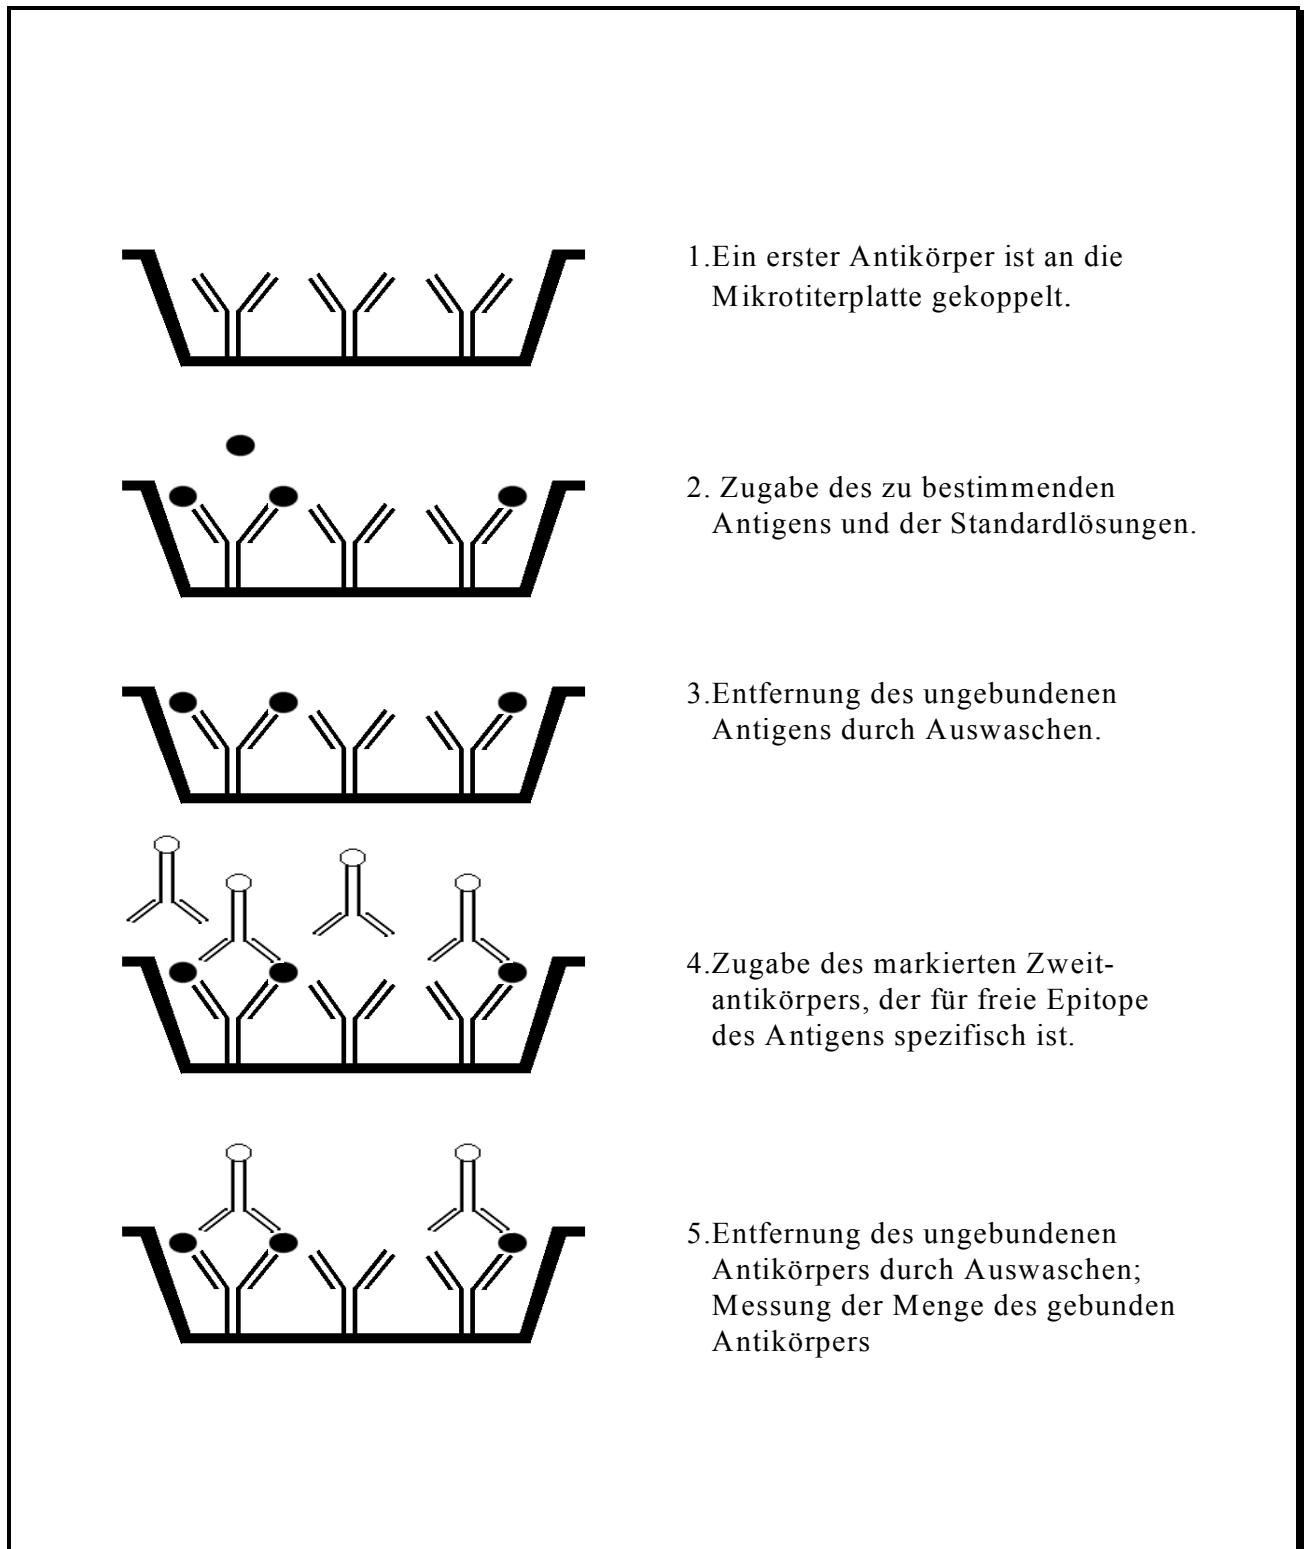 1.Ein erster Antikörper ist an die
Mikrotiterplatte gekoppelt.
2. Zugabe des zu bestimmenden
Antigens und der Standardlösungen.
3.Entfernung des ungebundenen
Antigens durch Auswaschen.
4.Zugabe des markierten Zweit-
antikörpers, der für freie Epitope
des Antigens spezifisch ist.
5.Entfernung des ungebundenen
Antikörpers durch Auswaschen;
Messung der Menge des gebunden
Antikörpers